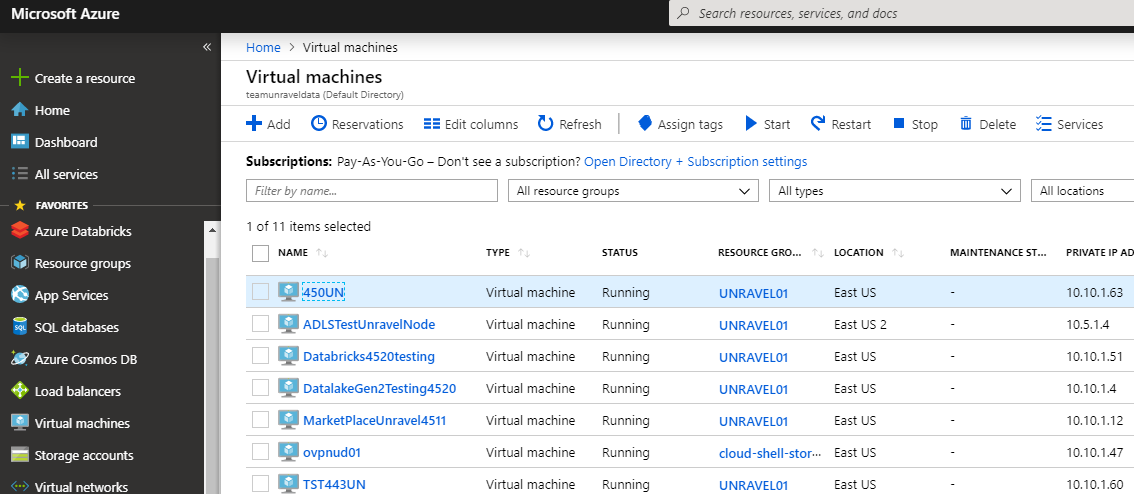 Microsoft Azure
Search resources, services, and docs
«
Create a resource
Home
Dashboard
All services
FAVORITES
Azure Databricks
Resource groups
App Services
SQL databases
Azure Cosmos DB
Load balancers
Virtual machines
Storage accounts
Virtual networks
Home > Virtual machines
Virtual machines
teamunraveldata (Default Directory)
Add Reservations Edit columns Refresh Assign tags Start Restart Stop Delete Services
Subscriptions: Pay-As-You-Go – Don't see a subscription? Open Directory + Subscription settings
Filter by name... All resource groups All types All locations
1 of 11 items selected
NAME TYPE STATUS RESOURCE GRO... LOCATION MAINTENANCE ST... PRIVATE IP AD
450UN Virtual machine Running UNRAVEL01 East US - 10.10.1.63
ADLSTestUnravelNode Virtual machine Running UNRAVEL01 East US 2 - 10.5.1.4
Databricks4520testing Virtual machine Running UNRAVEL01 East US - 10.10.1.51
DatalakeGen2Testing4520 Virtual machine Running UNRAVEL01 East US - 10.10.1.4
MarketPlaceUnravel4511 Virtual machine Running UNRAVEL01 East US - 10.10.1.12
ovpnud01 Virtual machine Running cloud-shell-stor... East US - 10.10.1.47
TST443UN Virtual machine Running UNRAVEL01 East US - 10.10.1.60